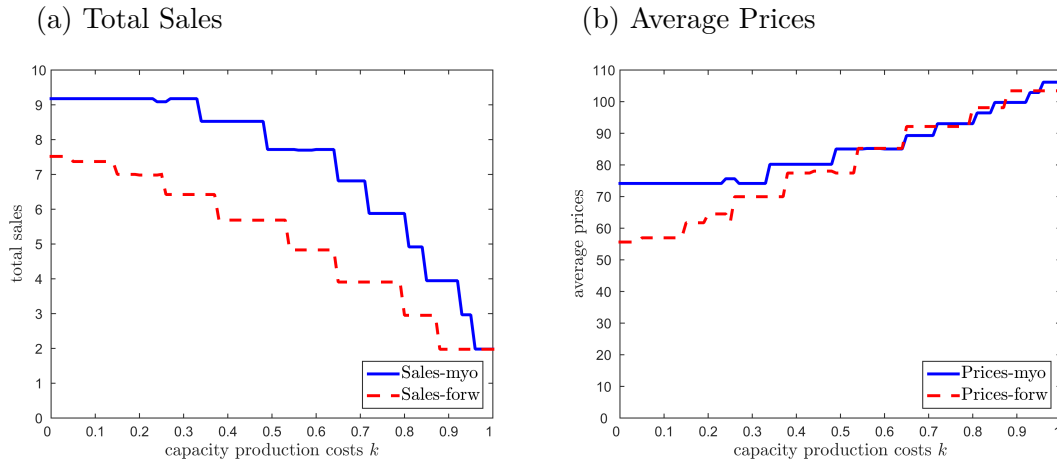 (a) Total Sales
10
9
8
7
6
5
4
3
2
1
0
total sales
0 0.1 0.2 0.3 0.4 0.5 0.6 0.7 0.8 0.9 1
capacity production costs k
Sales-myo
Sales-forw
(b) Average Prices
110
100
90
80
70
60
50
40
30
20
10
0
average prices
0 0.1 0.2 0.3 0.4 0.5 0.6 0.7 0.8 0.9 1
capacity production costs k
Prices-myo
Prices-forw